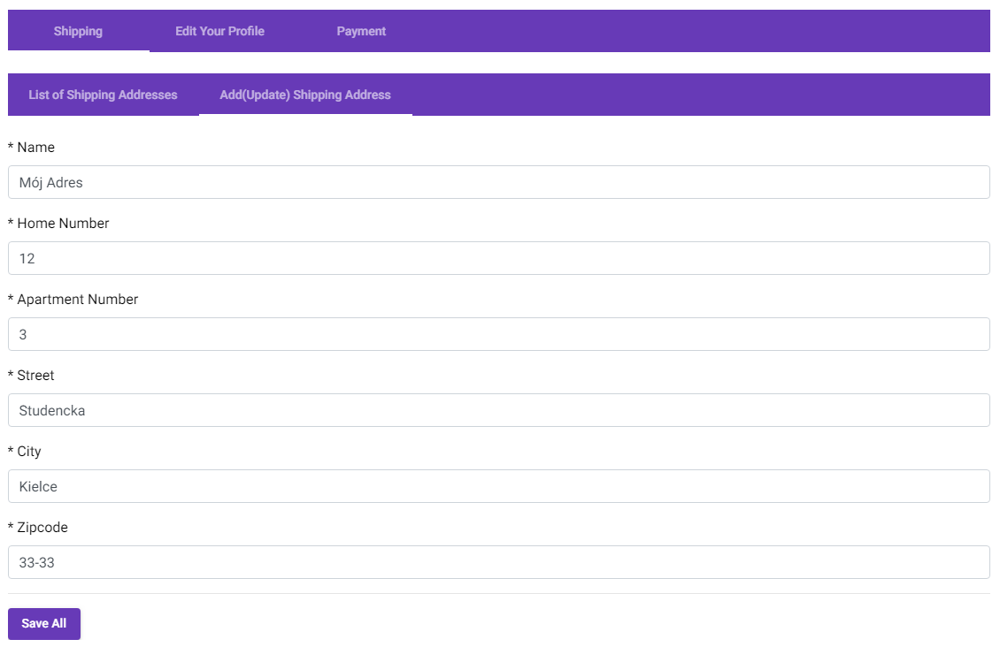 Shipping Edit Your Profile Payment
List of Shipping Addresses Add(Update) Shipping Address
* Name
Mój Adres
* Home Number
12
* Apartment Number
3
* Street
Studencka
* City
Kielce
* Zipcode
33-33
Save All